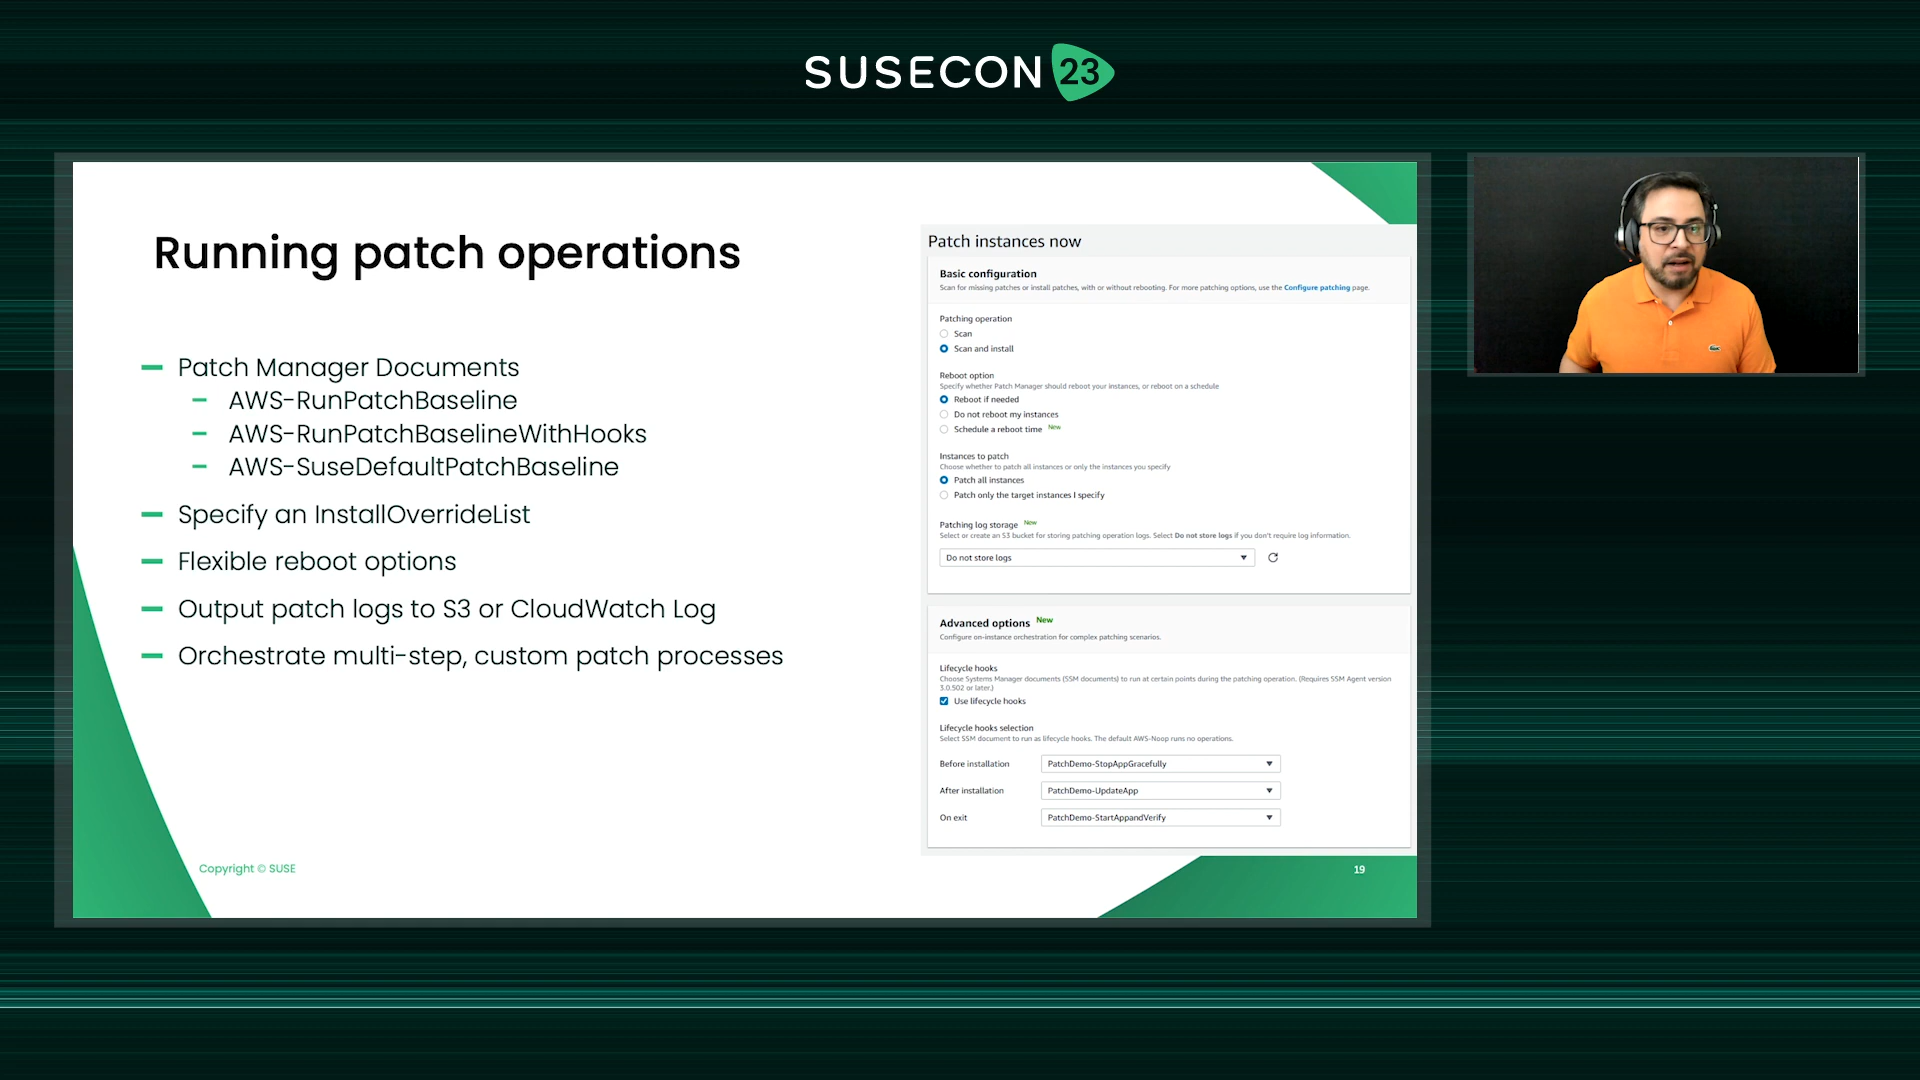 SUSECON 23
Running patch operations
Patch Manager Documents
AWS-RunPatchBaseline
AWS-RunPatchBaselineWithHooks
AWS-SuseDefaultPatchBaseline
Specify an InstallOverrideList
Flexible reboot options
Output patch logs to S3 or CloudWatch Log
Orchestrate multi-step, custom patch processes
Patch instances now
Basic configuration
Scan for missing patches or install patches, with or without rebooting. For more patching options, use the Configure patching page.
Patching operation
Scan
Scan and install
Reboot option
Specify whether Patch Manager should reboot your instances, or reboot on a schedule
Reboot if needed
Do not reboot my instances
Schedule a reboot time New
Instances to patch
Choose whether to patch all instances or only the instances you specify
Patch all instances
Patch only the target instances I specify
Patching log storage New
Select or create an S3 bucket for storing patching operation logs. Select Do not store logs if you don't require log information.
Do not store logs
Advanced options New
Configure on-instance orchestration for complex patching scenarios.
Lifecycle hooks
Choose Systems Manager documents (SSM documents) to run at certain points during the patching operation. (Requires SSM Agent version
3.0.502 or later.)
Use lifecycle hooks
Lifecycle hooks selection
Select SSM document to run as lifecycle hooks. The default AWS-Noop runs no operations.
Before installation PatchDemo-StopAppGracefully
After installation PatchDemo-UpdateApp
On exit PatchDemo-StartAppandVerify
Copyright © SUSE
19